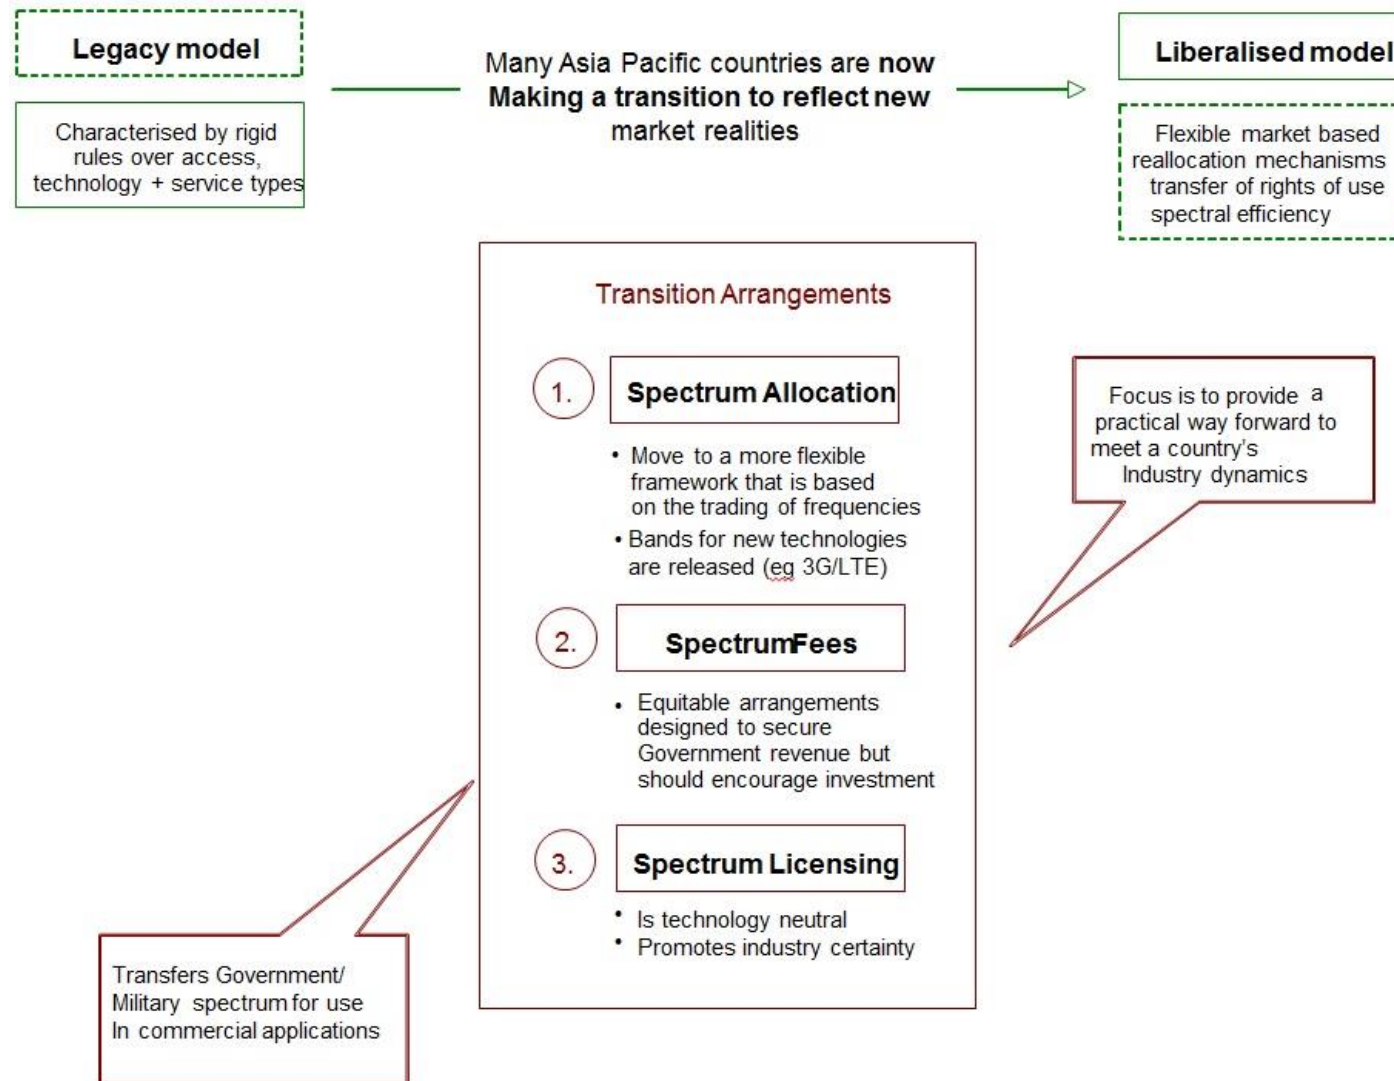 Legacy model
Characterised by rigid
rules over access,
technology + service types
Many Asia Pacific countries are now
Making a transition to reflect new
market realities
Liberalised model
Flexible market based
reallocation mechanisms
transfer of rights of use
spectral efficiency
Transition Arrangements
1. Spectrum Allocation
• Move to a more flexible
framework that is based
on the trading of frequencies
• Bands for new technologies
are released (eg 3G/LTE)
2. SpectrumFees
• Equitable arrangements
designed to secure
Government revenue but
should encourage investment
3. Spectrum Licensing
• Is technology neutral
• Promotes industry certainty
Focus is to provide a
practical way forward to
meet a country's
Industry dynamics
Transfers Government/
Military spectrum for use
In commercial applications